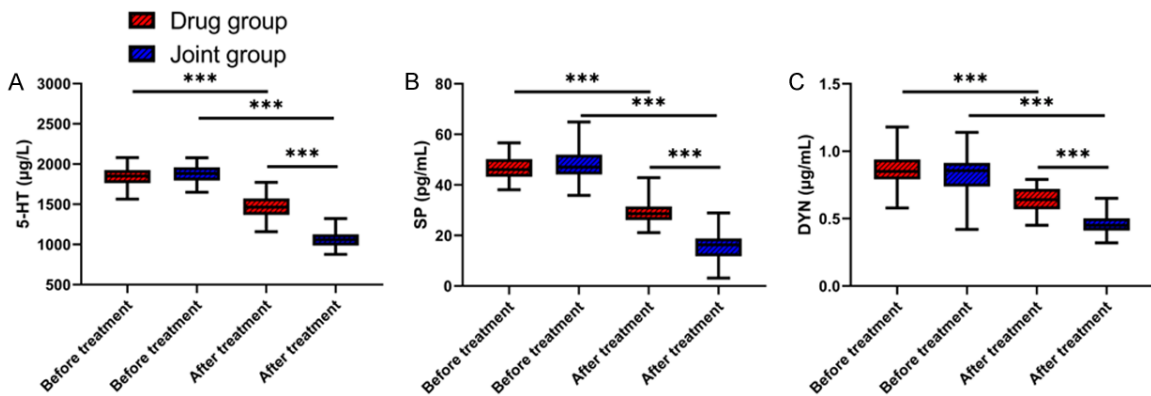 Drug group
Joint group
A
5-HT (µg/L)
3000
2500
2000
1500
1000
500
***
***
***
Before treatment
Before treatment
After treatment
After treatment
B
SP (pg/mL)
80
60
40
20
0
***
***
***
Before treatment
Before treatment
After treatment
After treatment
C
DYN (µg/mL)
1.5
1.0
0.5
0.0
***
***
***
Before treatment
Before treatment
After treatment
After treatment